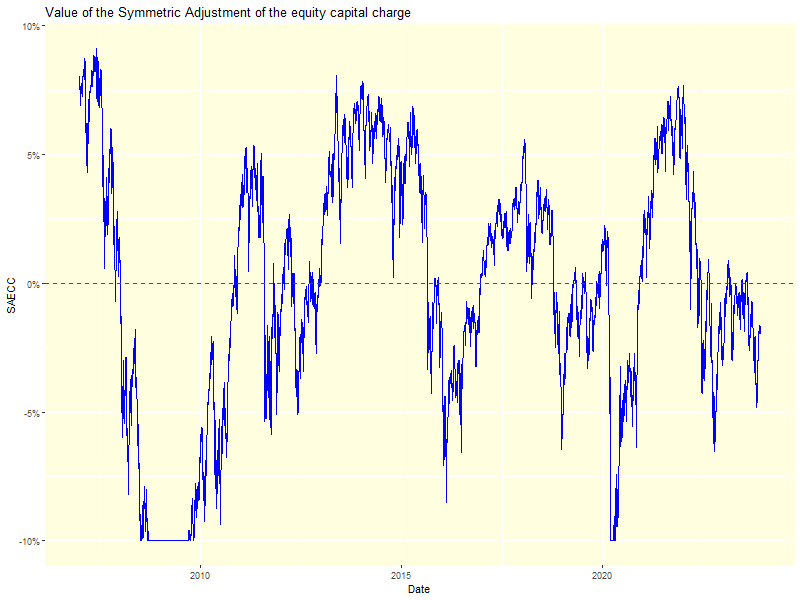 Value of the Symmetric Adjustment of the equity capital charge
10%
5%
0%
-5%
-10%
SAECC
2010
2015
2020
Date